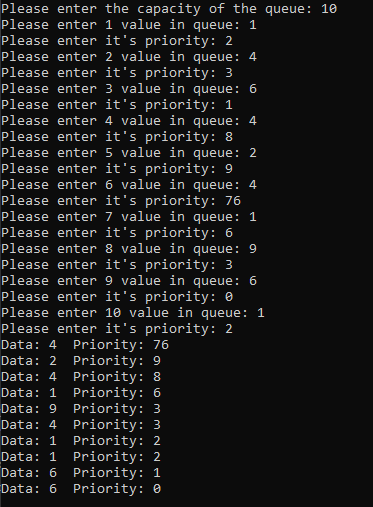 Please enter the capacity of the queue: 10
Please enter 1 value in queue: 1
Please enter it's priority: 2
Please enter 2 value in queue: 4
Please enter it's priority: 3
Please enter 3 value in queue: 6
Please enter it's priority: 1
Please enter 4 value in queue: 4
Please enter it's priority: 8
Please enter 5 value in queue: 2
Please enter it's priority: 9
Please enter 6 value in queue: 4
Please enter it's priority: 76
Please enter 7 value in queue: 1
Please enter it's priority: 6
Please enter 8 value in queue: 9
Please enter it's priority: 3
Please enter 9 value in queue: 6
Please enter it's priority: 0
Please enter 10 value in queue: 1
Please enter it's priority: 2
Data: 4  Priority: 76
Data: 2  Priority: 9
Data: 4  Priority: 8
Data: 1  Priority: 6
Data: 9  Priority: 3
Data: 4  Priority: 3
Data: 1  Priority: 2
Data: 1  Priority: 2
Data: 6  Priority: 1
Data: 6  Priority: 0